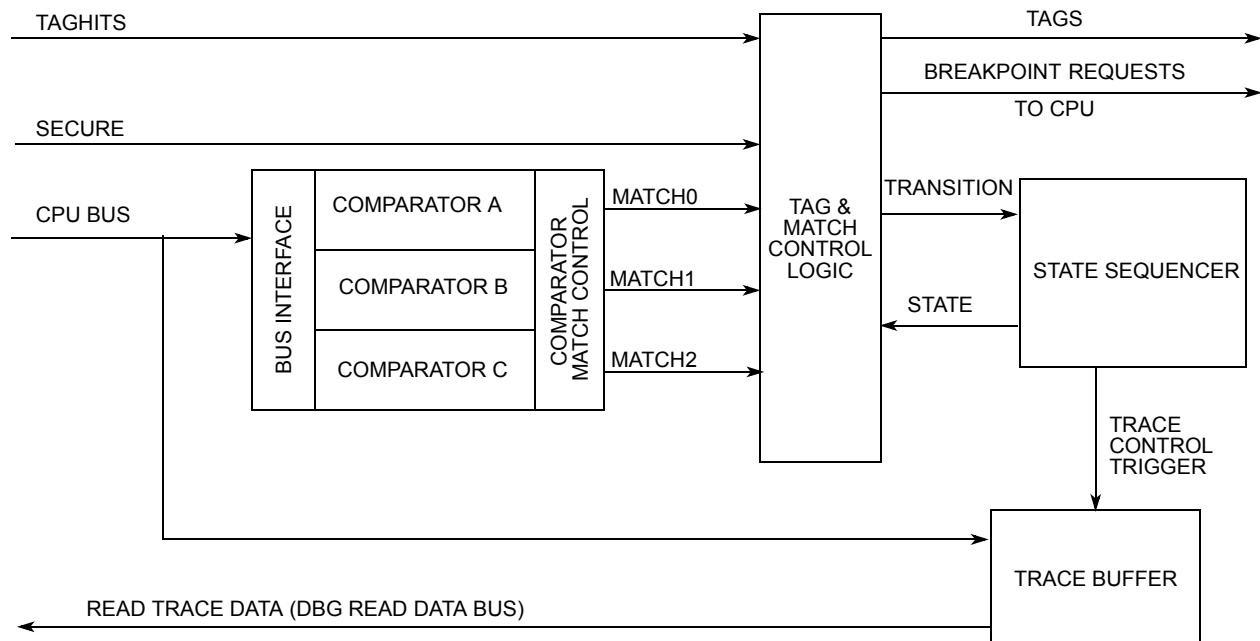 TAGHITS
TAGS
BREAKPOINT REQUESTS
TO CPU
SECURE
CPU BUS
BUS INTERFACE
COMPARATOR A
COMPARATOR B
COMPARATOR C
COMPARATOR
MATCH CONTROL
MATCH0
MATCH1
MATCH2
TAG &
MATCH
CONTROL
LOGIC
TRANSITION
STATE
STATE SEQUENCER
TRACE
CONTROL
TRIGGER
TRACE BUFFER
READ TRACE DATA (DBG READ DATA BUS)